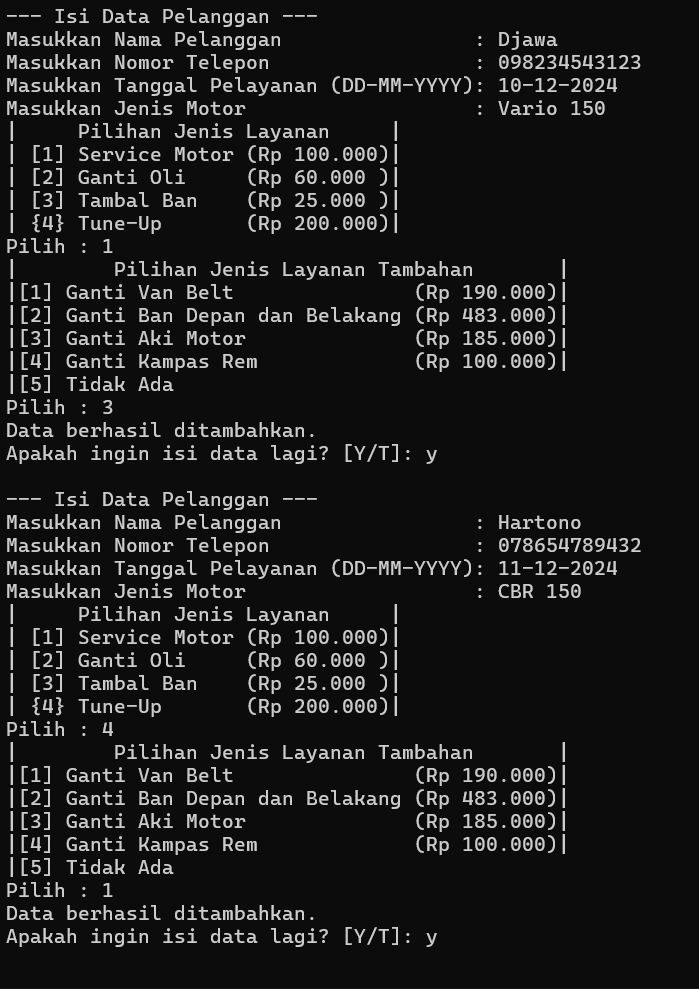 --- Isi Data Pelanggan ---
Masukkan Nama Pelanggan                : Djawa
Masukkan Nomor Telepon                 : 098234543123
Masukkan Tanggal Pelayanan (DD-MM-YYYY): 10-12-2024
Masukkan Jenis Motor                   : Vario 150
|     Pilihan Jenis Layanan     |
| [1] Service Motor (Rp 100.000)|
| [2] Ganti Oli     (Rp 60.000 )|
| [3] Tambal Ban    (Rp 25.000 )|
| {4} Tune-Up       (Rp 200.000)|
Pilih : 1
|        Pilihan Jenis Layanan Tambahan       |
|[1] Ganti Van Belt               (Rp 190.000)|
|[2] Ganti Ban Depan dan Belakang (Rp 483.000)|
|[3] Ganti Aki Motor              (Rp 185.000)|
|[4] Ganti Kampas Rem             (Rp 100.000)|
|[5] Tidak Ada
Pilih : 3
Data berhasil ditambahkan.
Apakah ingin isi data lagi? [Y/T]: y

--- Isi Data Pelanggan ---
Masukkan Nama Pelanggan                : Hartono
Masukkan Nomor Telepon                 : 078654789432
Masukkan Tanggal Pelayanan (DD-MM-YYYY): 11-12-2024
Masukkan Jenis Motor                   : CBR 150
|     Pilihan Jenis Layanan     |
| [1] Service Motor (Rp 100.000)|
| [2] Ganti Oli     (Rp 60.000 )|
| [3] Tambal Ban    (Rp 25.000 )|
| {4} Tune-Up       (Rp 200.000)|
Pilih : 4
|        Pilihan Jenis Layanan Tambahan       |
|[1] Ganti Van Belt               (Rp 190.000)|
|[2] Ganti Ban Depan dan Belakang (Rp 483.000)|
|[3] Ganti Aki Motor              (Rp 185.000)|
|[4] Ganti Kampas Rem             (Rp 100.000)|
|[5] Tidak Ada
Pilih : 1
Data berhasil ditambahkan.
Apakah ingin isi data lagi? [Y/T]: y